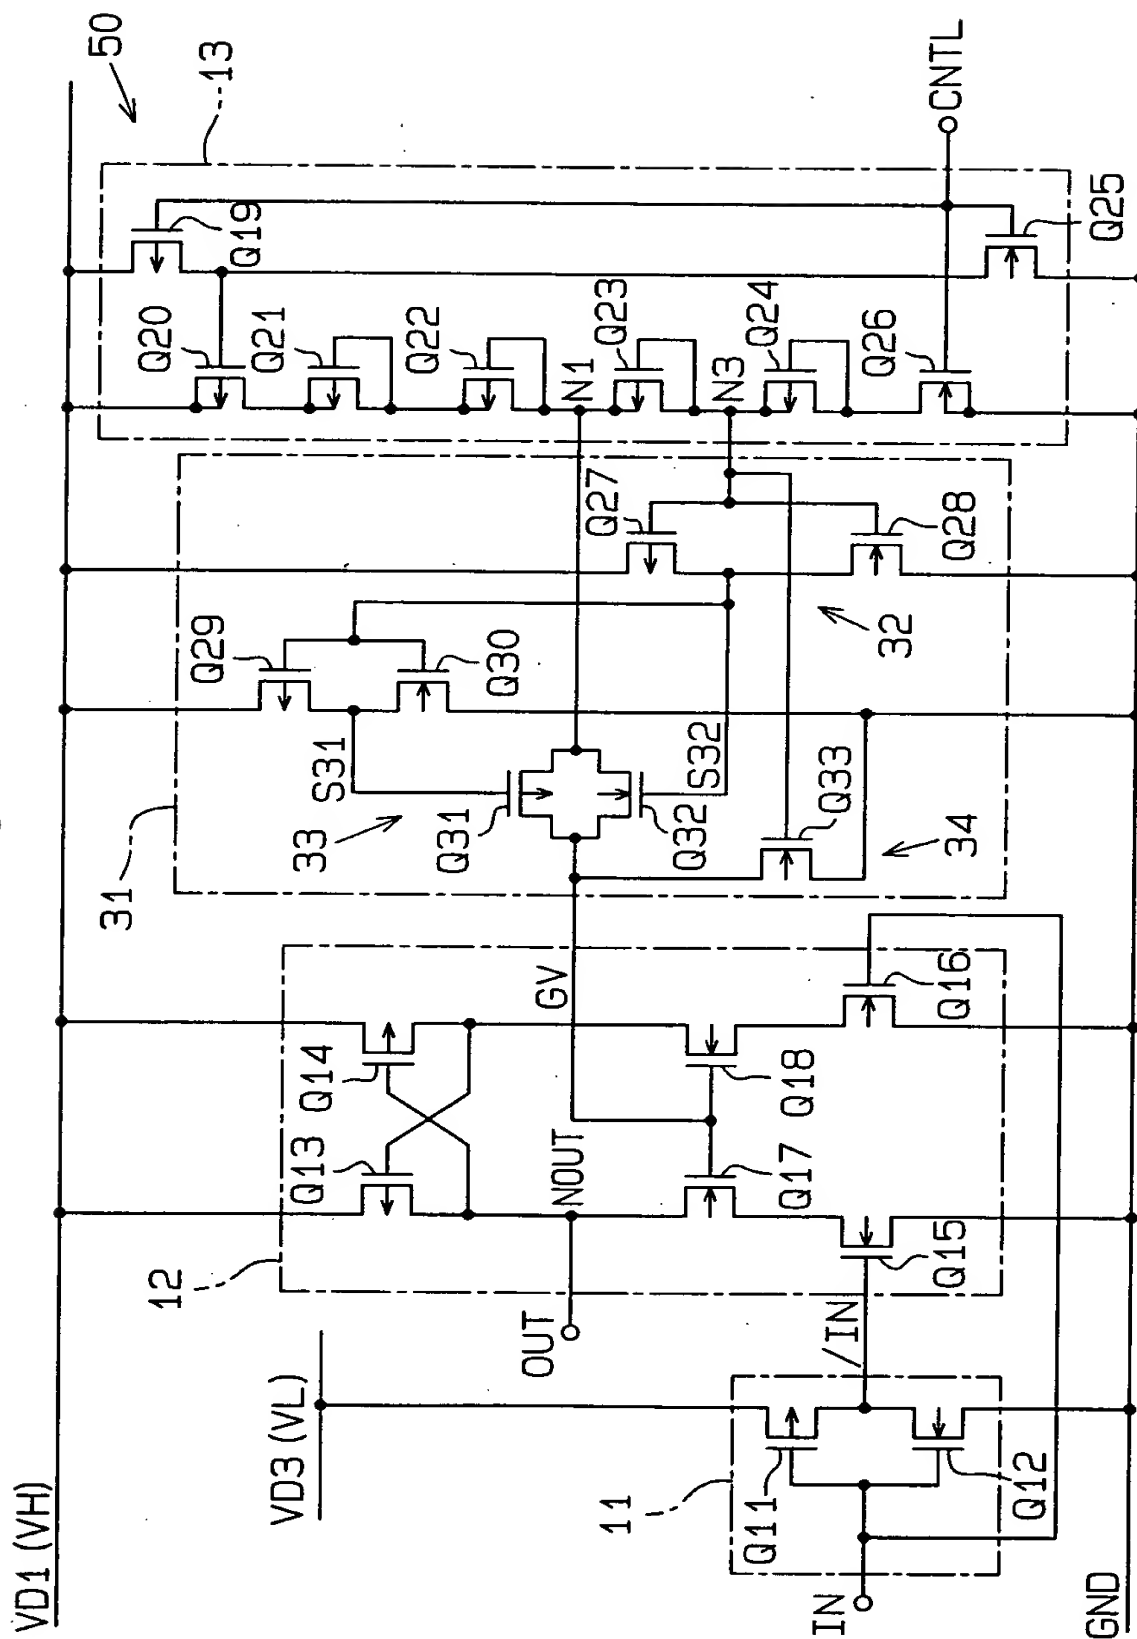 50
13
CNTL
Q19
Q25
Q20
Q21
Q22
N1
Q23
N3
Q24
Q26
31
Q29
Q30
Q27
Q28
32
S31
S32
33
Q31
Q32
Q33
34
12
Q14
Q13
GV
Q18
Q16
NOUT
Q17
Q15
OUT
/IN
VD3 (VL)
11
Q11
Q12
IN
VD1 (VH)
GND